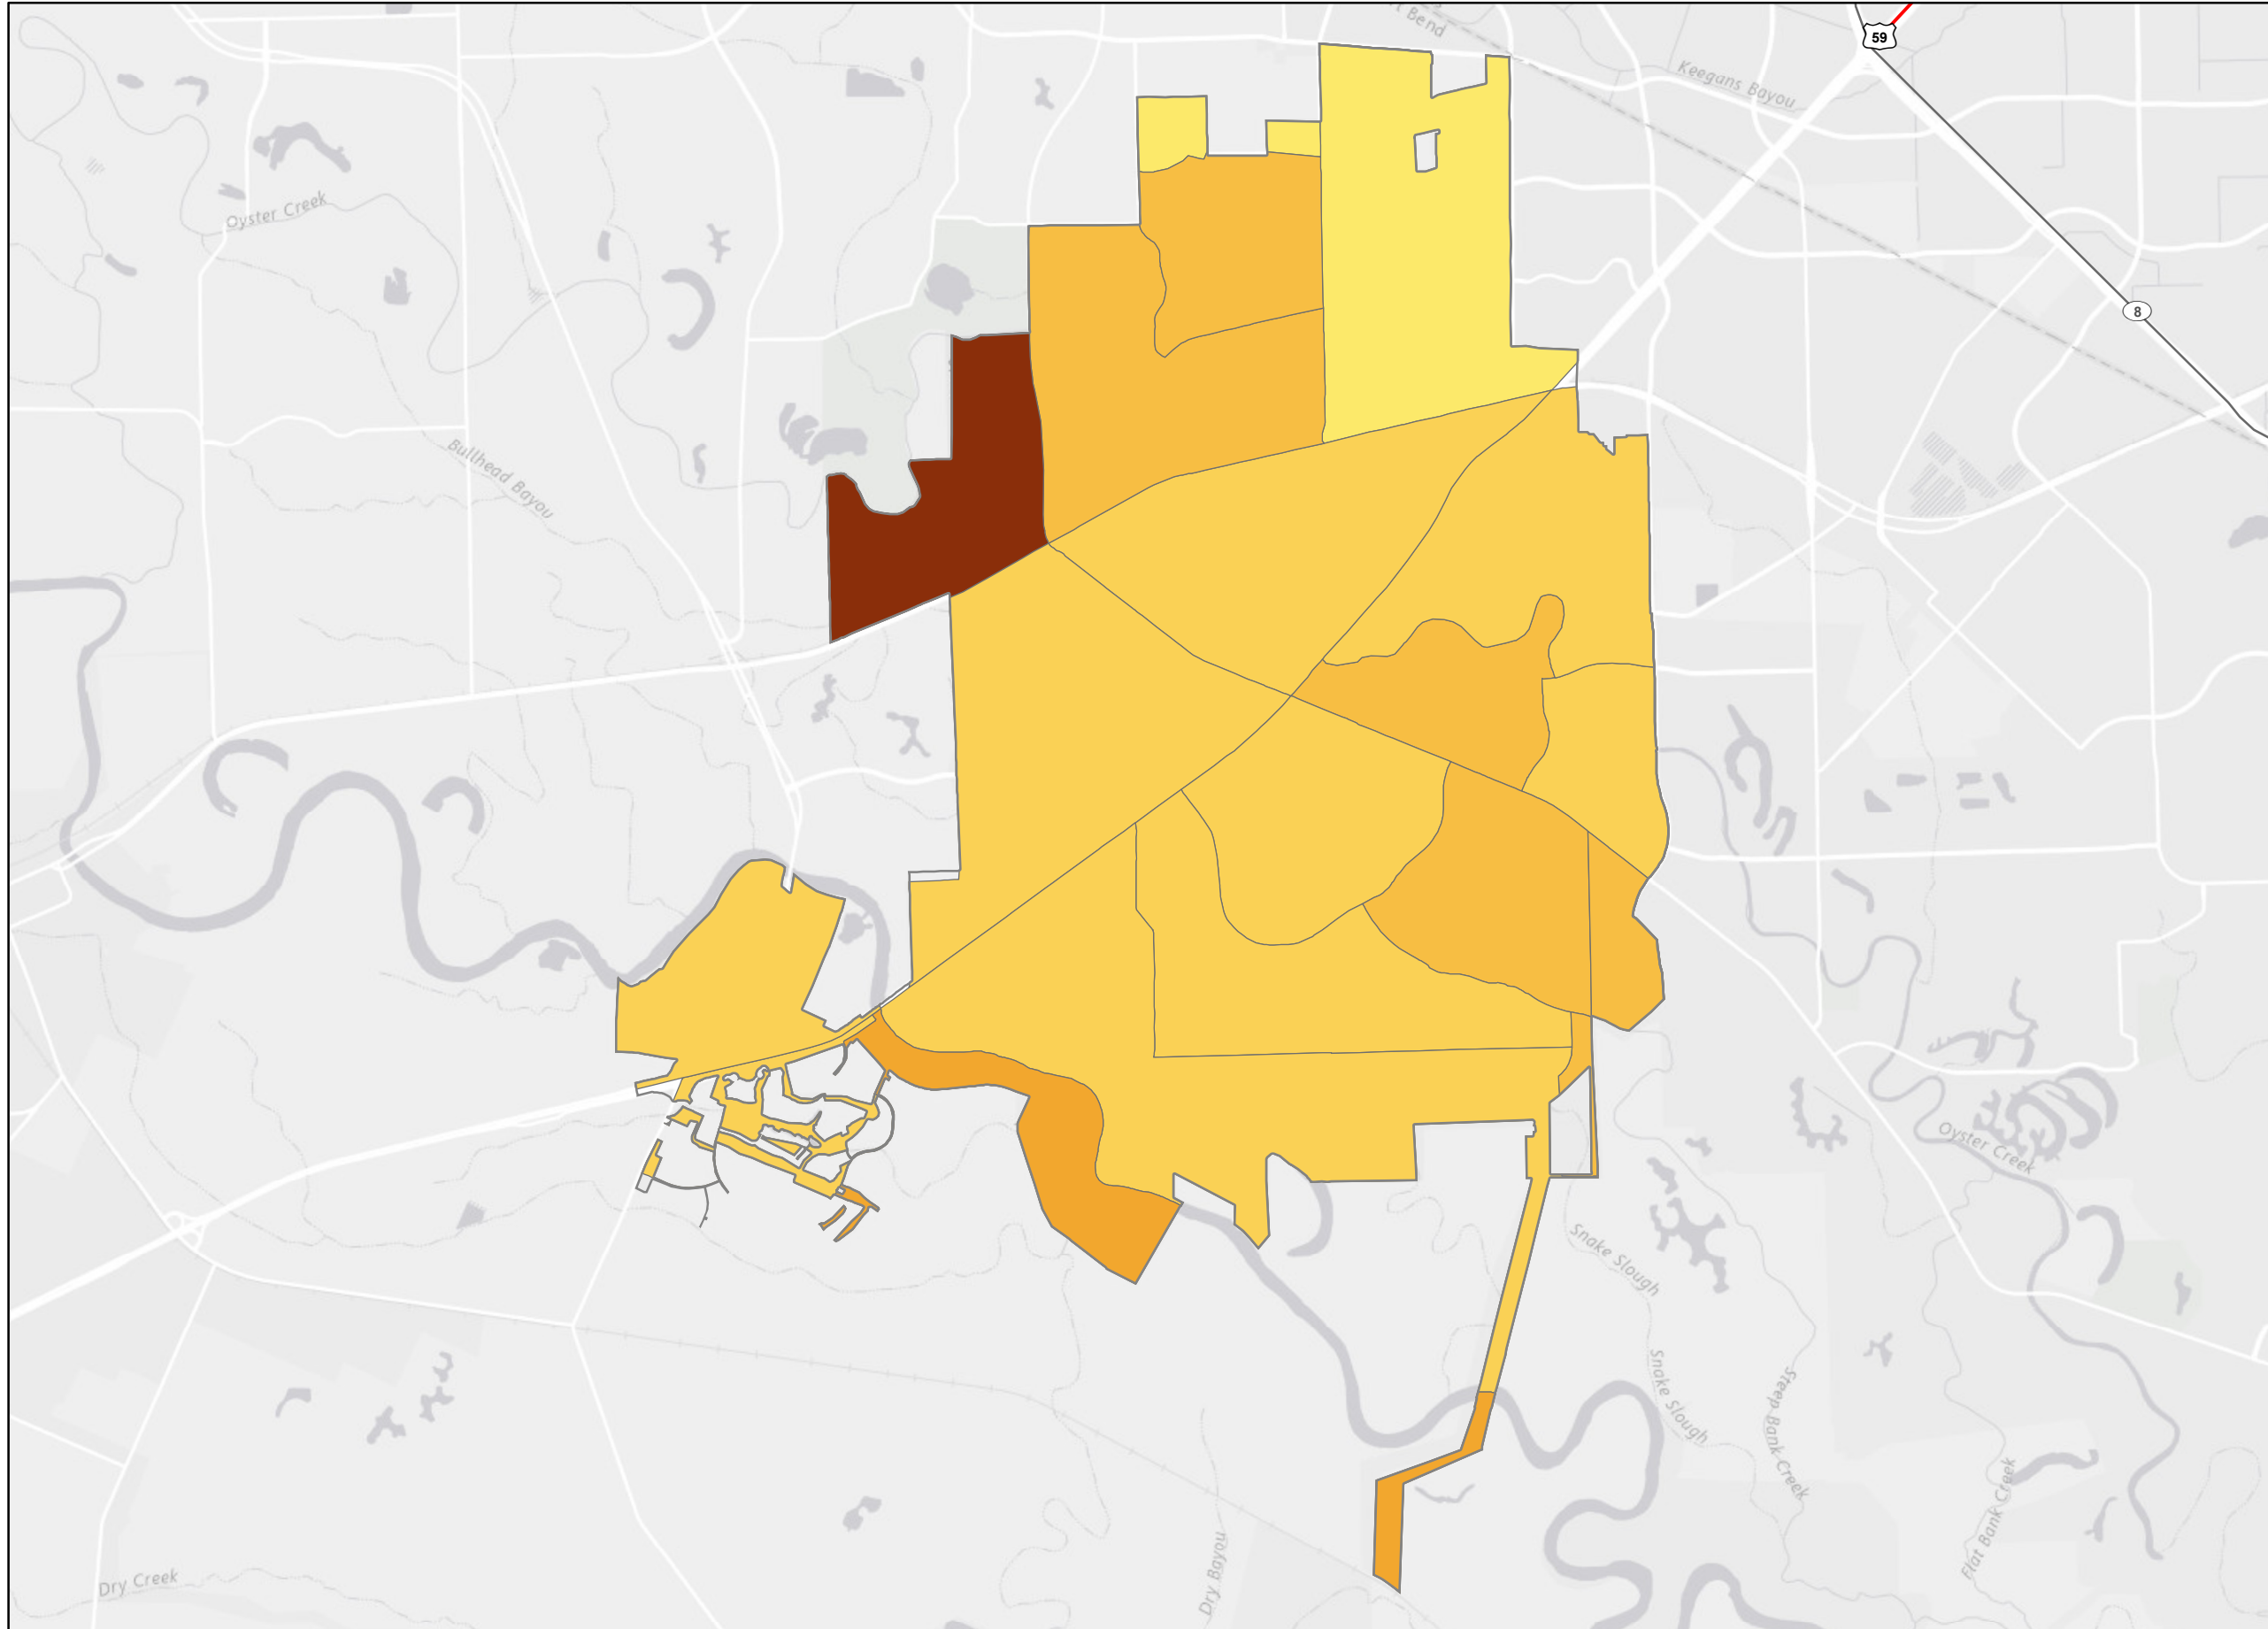 59
Keegans Bayou
Bend
Oyster Creek
8
Bullhead Bayou
Oyster Creek
Snake Slough
Snake Slough
Steep Bank Creek
Flat Bank Creek
Dry Bayou
Dry Creek